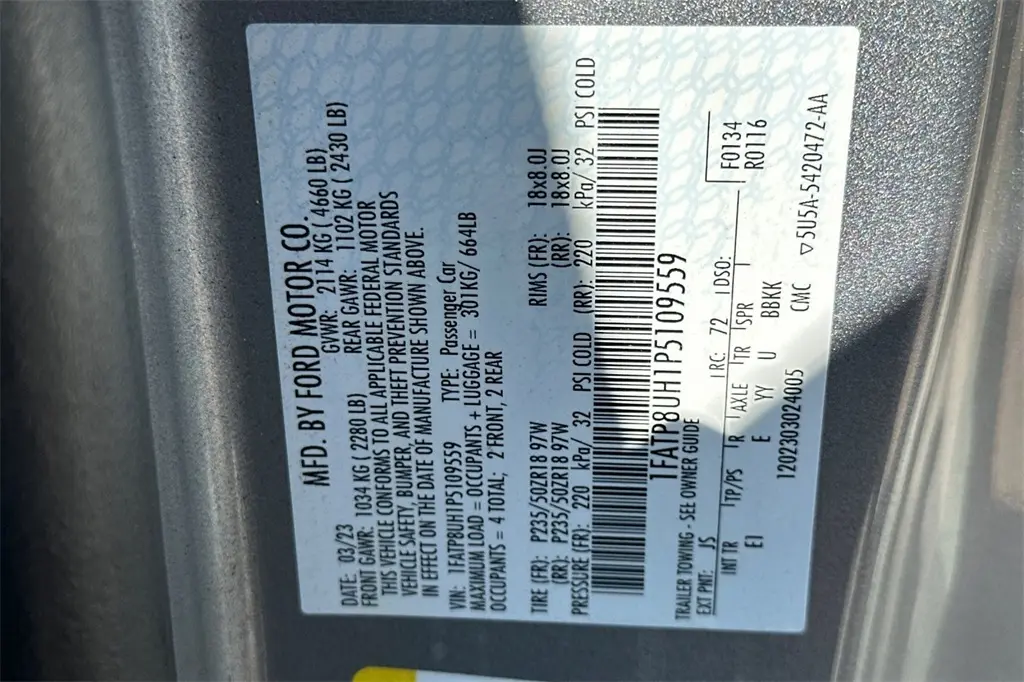 MFD. BY FORD MOTOR CO.
DATE: 03/23 GVWR: 2114 KG ( 4660 LB)
FRONT GAWR: 1034 KG ( 2280 LB) REAR GAWR: 1102 KG ( 2430 LB)
THIS VEHICLE CONFORMS TO ALL APPLICABLE FEDERAL MOTOR
VEHICLE SAFETY, BUMPER, AND THEFT PREVENTION STANDARDS
IN EFFECT ON THE DATE OF MANUFACTURE SHOWN ABOVE.
VIN: 1FATP8UH1P5109559 TYPE: Passenger Car
MAXIMUM LOAD = OCCUPANTS + LUGGAGE = 301KG/ 664LB
OCCUPANTS = 4 TOTAL; 2 FRONT, 2 REAR
TIRE (FR): P235/50ZR18 97W RIMS (FR): 18x8.0J
(RR): P235/50ZR18 97W (RR): 18x8.0J
PRESSURE (FR): 220 kPa/ 32 PSI COLD (RR): 220 kPa/ 32 PSI COLD
1FATP8UH1P5109559
TRAILER TOWING - SEE OWNER GUIDE
EXT PNT: JS RC: 72 DSO: F0134
R0116
INT TR TP/PS R AXLE TR SPR
EI E YY U BBKK
1202303024005 CMC ▽5U5A-5420472-AA